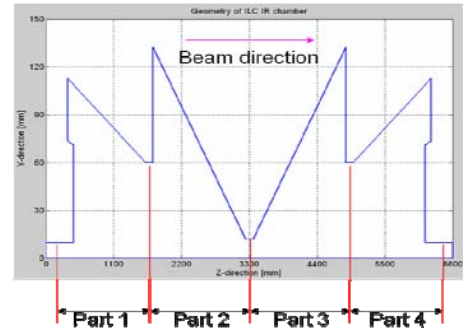 Geometry of ILC IR chamber
150
120
90
60
30
0
Y-direction [mm]
Beam direction
0 1100 2200 3300 4400 5500 6600
Z-direction [mm]
Part 1 Part 2 Part 3 Part 4